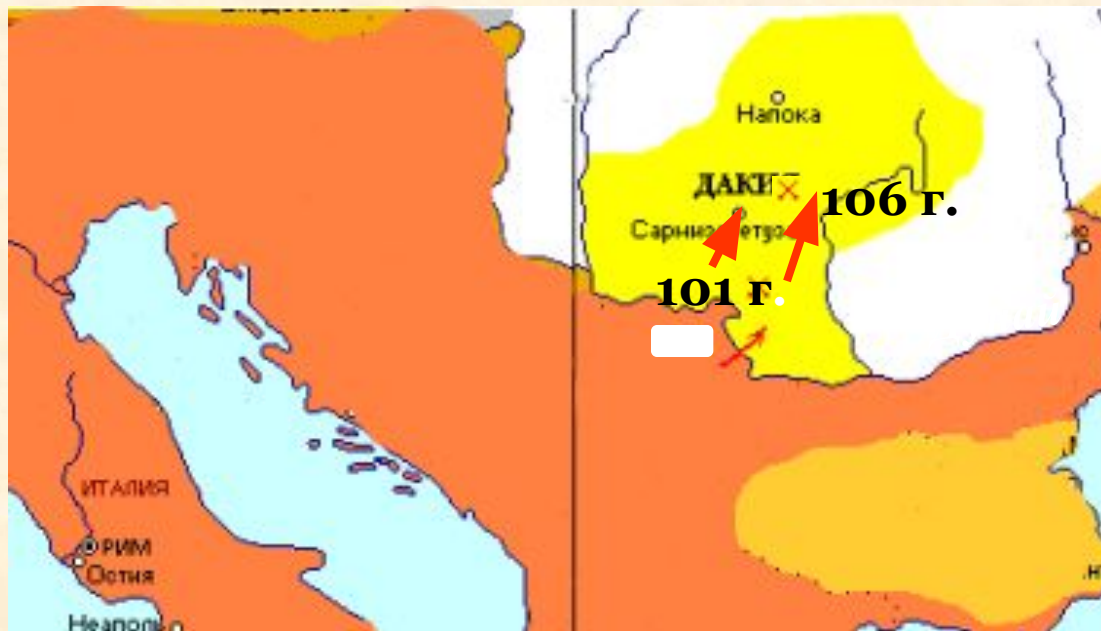 Напока
ДАКИ
106 г.
101 г.
ИТАЛИЯ
РИМ
Остия
Неаполь